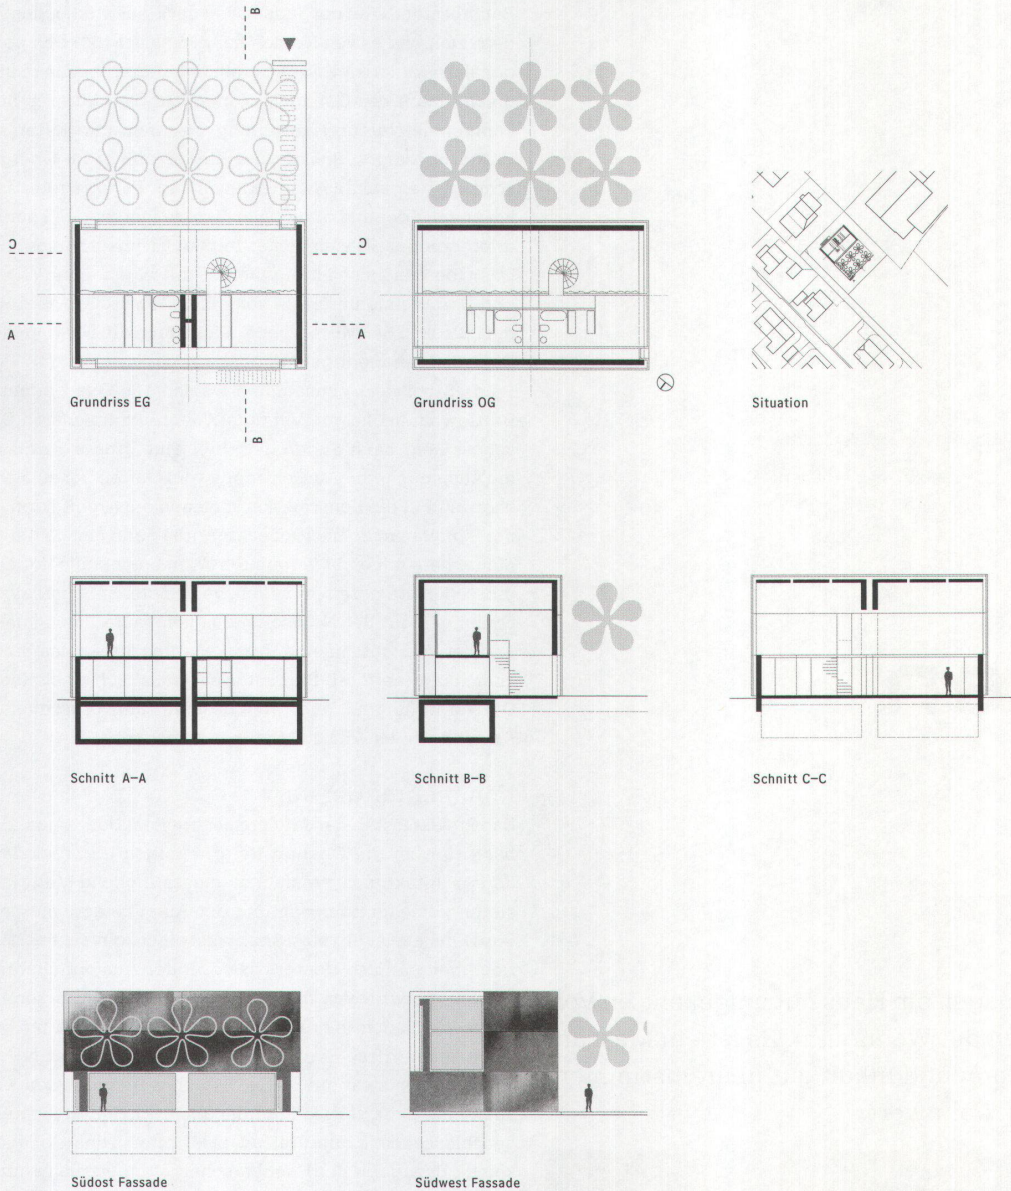 B
C
C
A
A
Grundriss EG
Grundriss OG
Situation
B
Schnitt A–A
Schnitt B–B
Schnitt C–C
Südost Fassade
Südwest Fassade